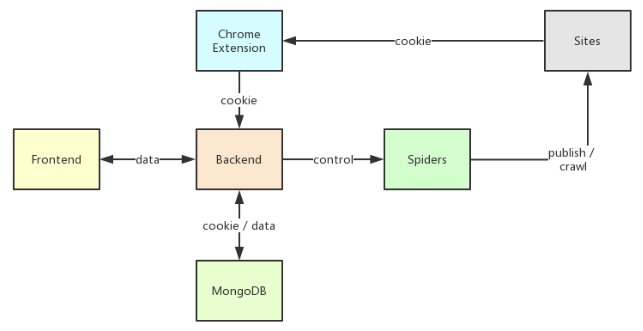 Chrome
Extension
cookie
Sites
cookie
Frontend
data
Backend
control
Spiders
publish /
crawl
cookie / data
MongoDB